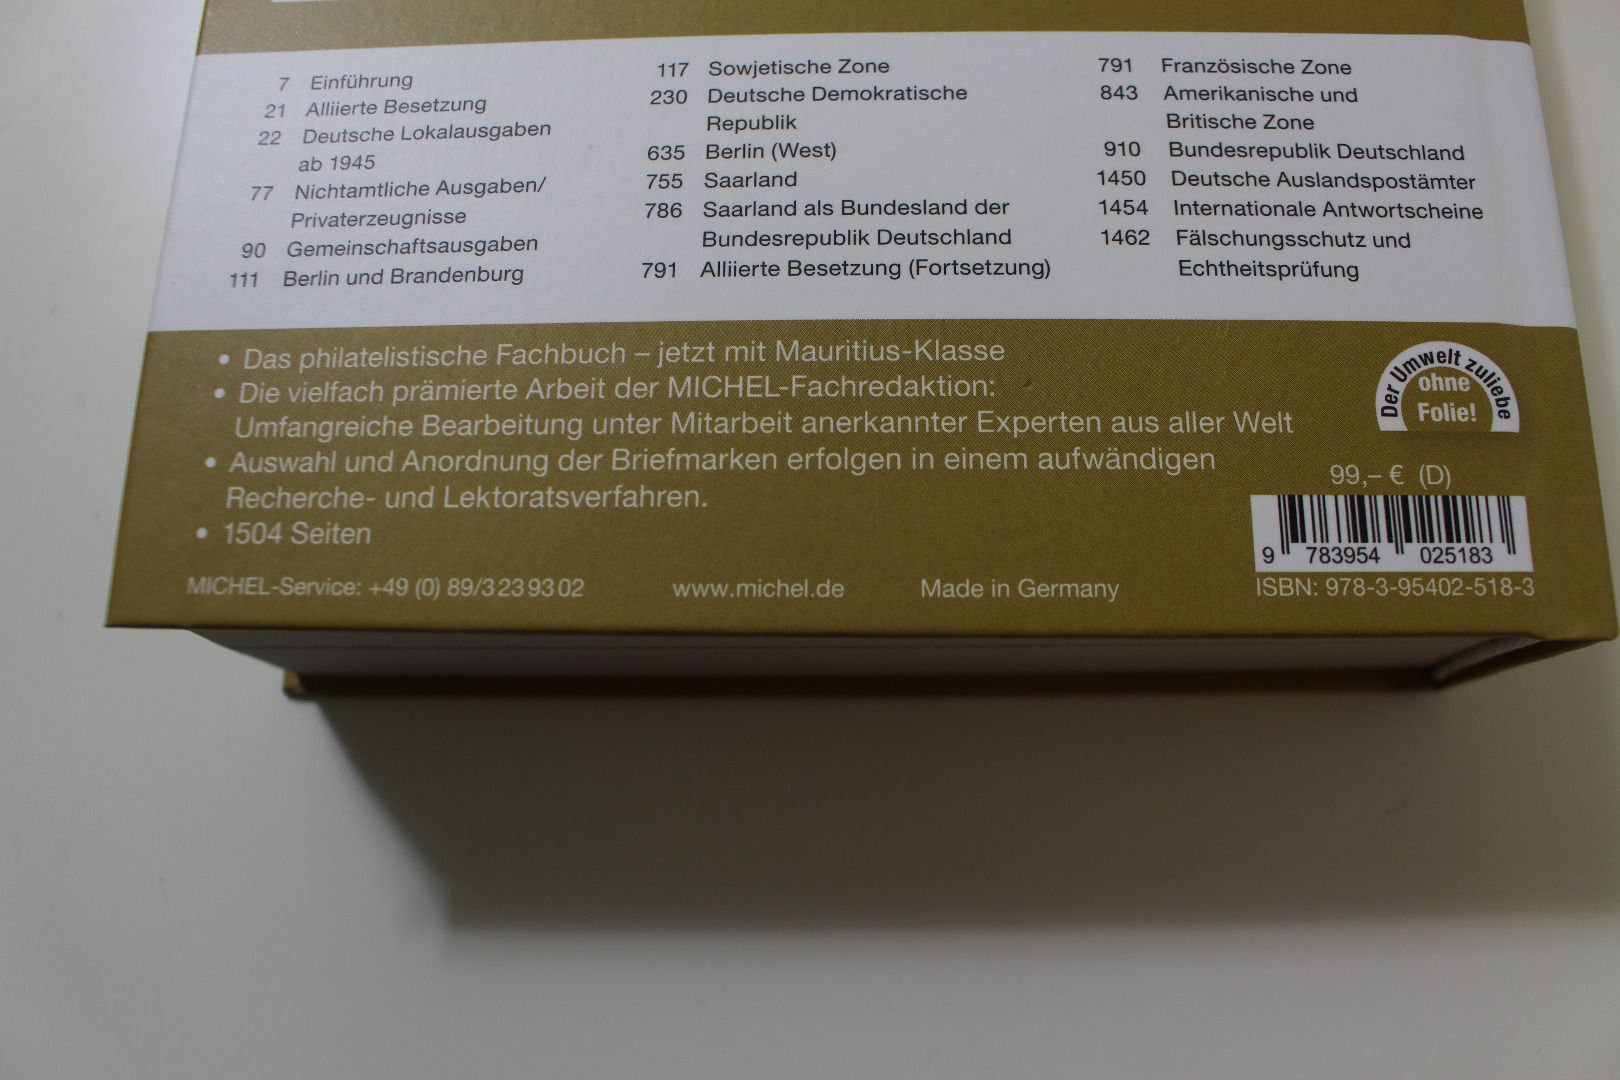 7 Einführung
21 Alliierte Besetzung
22 Deutsche Lokalausgaben
ab 1945
77 Nichtamtliche Ausgaben/
Privaterzeugnisse
90 Gemeinschaftsausgaben
111 Berlin und Brandenburg
117 Sowjetische Zone
230 Deutsche Demokratische
Republik
635 Berlin (West)
755 Saarland
786 Saarland als Bundesland der
Bundesrepublik Deutschland
791 Alliierte Besetzung (Fortsetzung)
791 Französische Zone
843 Amerikanische und
Britische Zone
910 Bundesrepublik Deutschland
1450 Deutsche Auslandspostämter
1454 Internationale Antwortscheine
1462 Fälschungsschutz und
Echtheitsprüfung
• Das philatelistische Fachbuch – jetzt mit Mauritius-Klasse
• Die vielfach prämierte Arbeit der MICHEL-Fachredaktion:
Umfangreiche Bearbeitung unter Mitarbeit anerkannter Experten aus aller Welt
• Auswahl und Anordnung der Briefmarken erfolgen in einem aufwändigen
Recherche- und Lektoratsverfahren.
• 1504 Seiten
Der Umwelt zuliebe
ohne
Folie!
99,– € (D)
9 783954 025183
MICHEL-Service: +49 (0) 89/3 23 93 02 www.michel.de Made in Germany ISBN: 978-3-95402-518-3